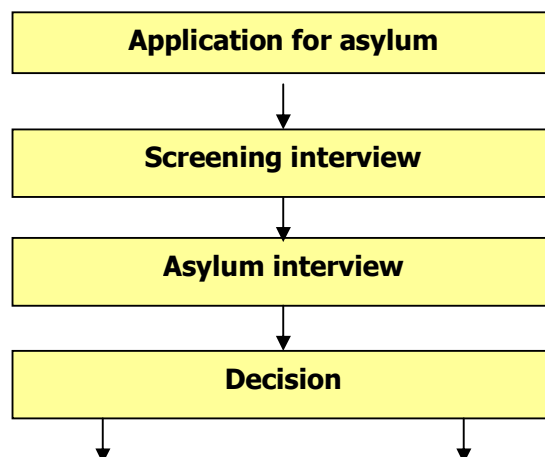 Application for asylum
Screening interview
Asylum interview
Decision